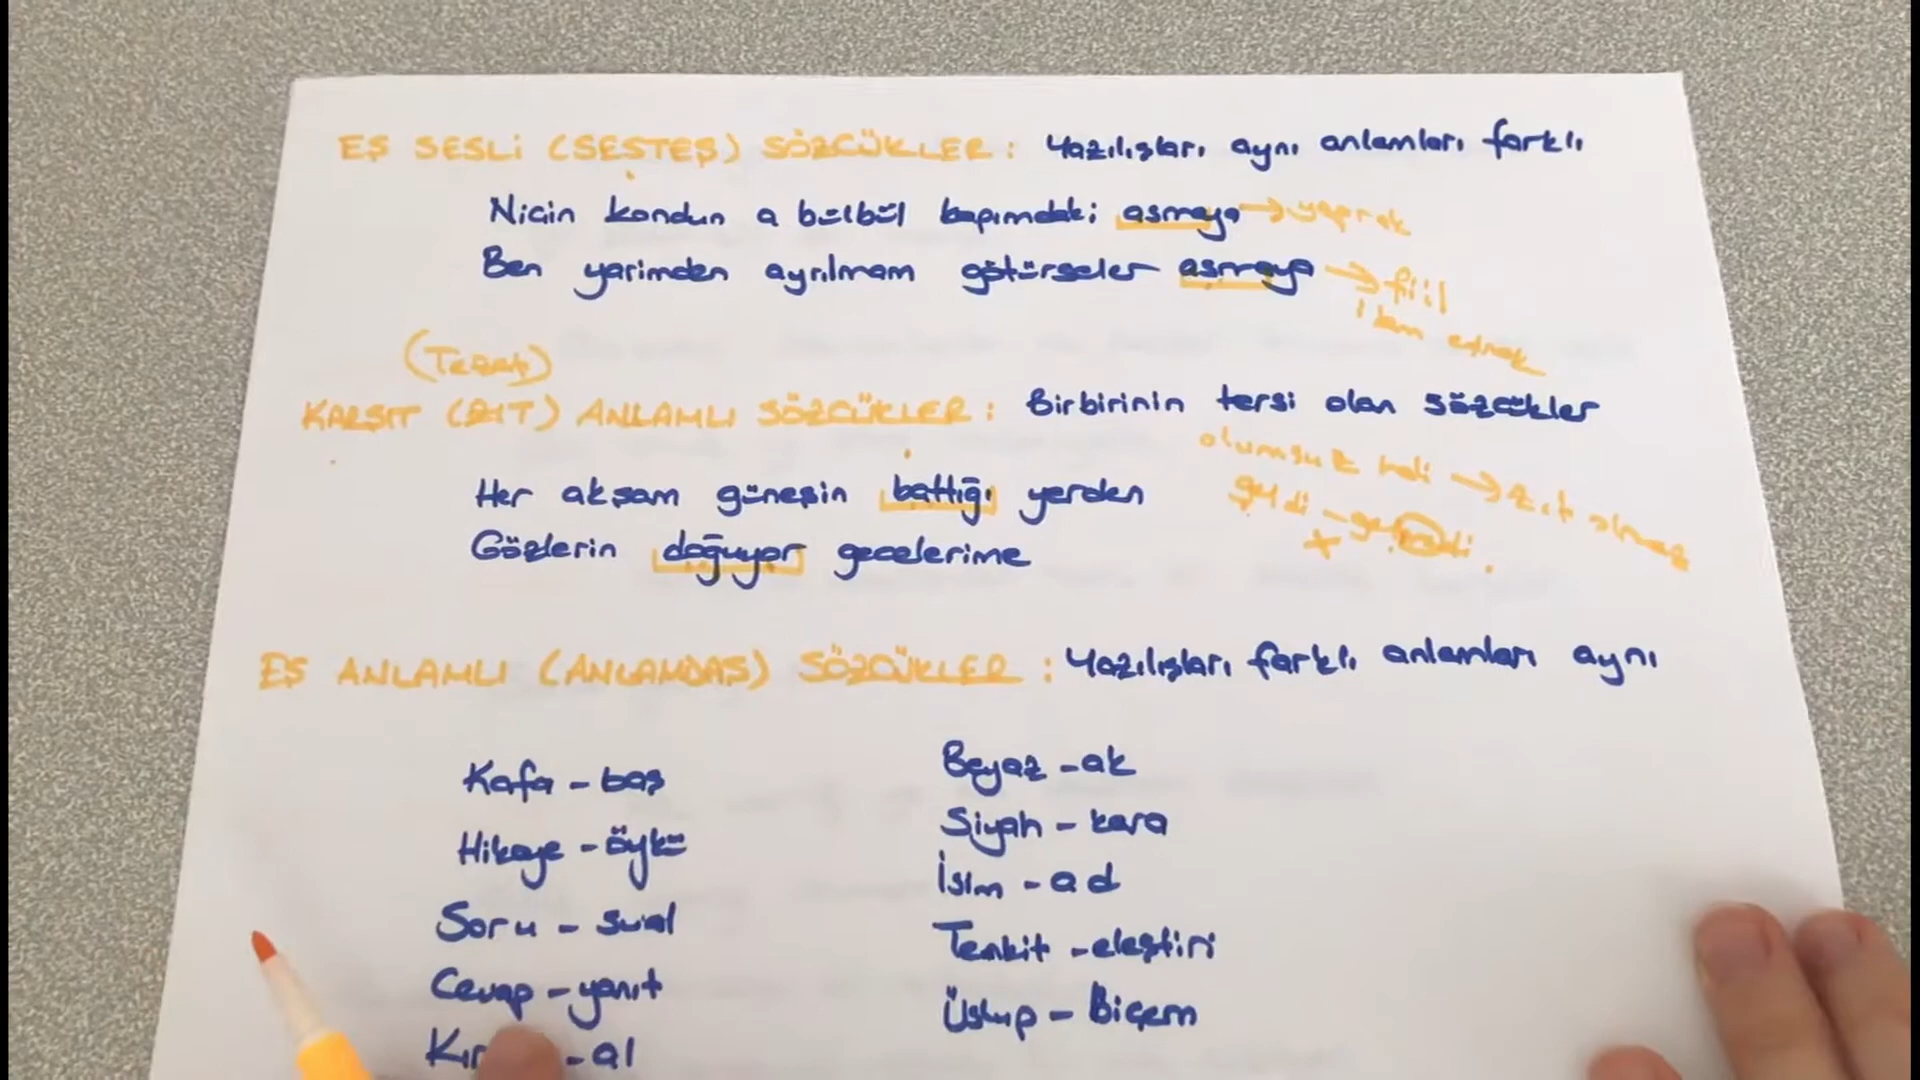 EŞ SESLİ (SESTEŞ) SÖZCÜKLER : Yazılışları aynı anlamları farklı
Niçin kondun a bülbül kapımdaki asmaya → yaprak
Ben yarimden ayrılmam götürseler asmaya → fiil
(Tezat)
KARŞIT (ZIT) ANLAMLI SÖZCÜKLER : Birbirinin tersi olan sözcükler
olumsuz hali → zıt olmaz
Her akşam güneşin battığı yerden
geldi - gelmedi
Gözlerin doğuyor gecelerime
EŞ ANLAMLI (ANLAMDAŞ) SÖZCÜKLER : Yazılışları farklı anlamları aynı
Kafa - baş
Hikaye - öykü
Soru - sual
Cevap - yanıt
- al
Beyaz - ak
Siyah - kara
İsim - ad
Tenkit - eleştiri
Üslup - Biçem